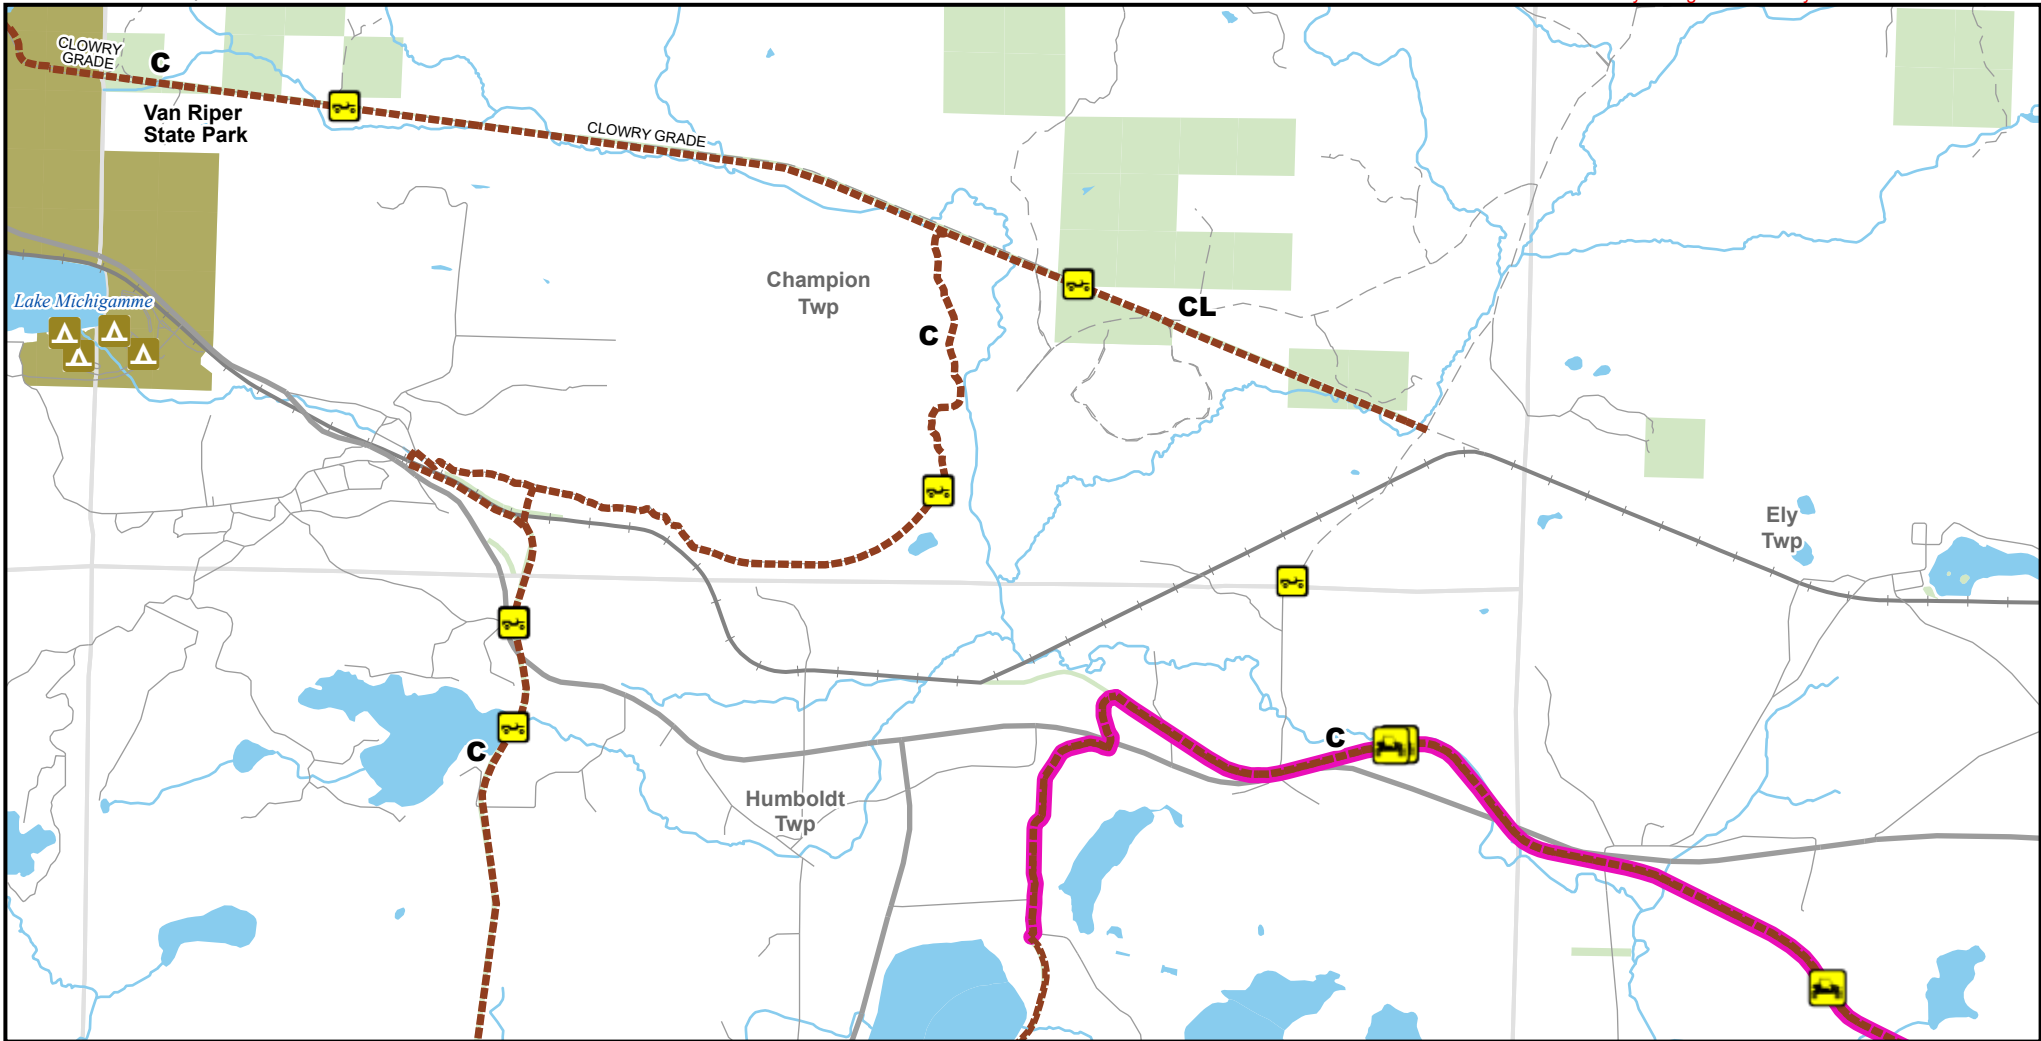 CLOWRY
GRADE
C
Van Riper
State Park
CLOWRY GRADE
Champion
Twp
Lake Michigamme
C
CL
Ely
Twp
C
C
Humboldt
Twp